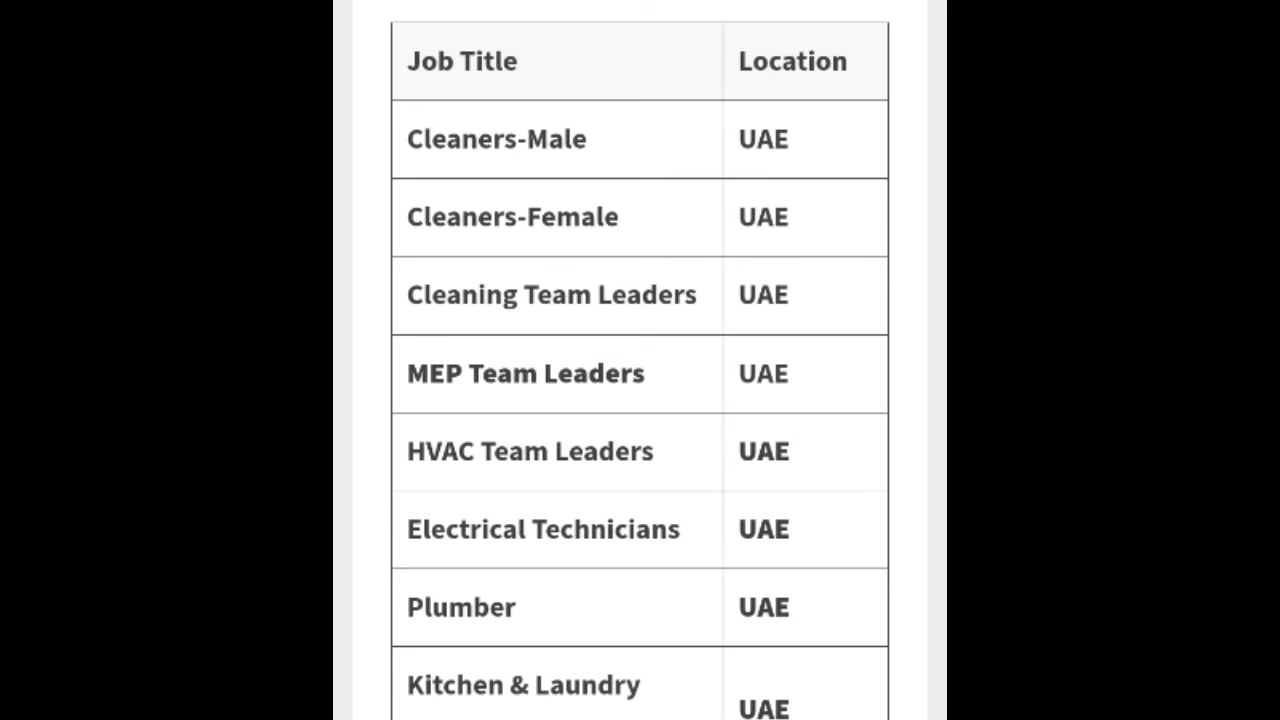 Job Title Location
Cleaners-Male UAE
Cleaners-Female UAE
Cleaning Team Leaders UAE
MEP Team Leaders UAE
HVAC Team Leaders UAE
Electrical Technicians UAE
Plumber UAE
Kitchen & Laundry
UAE